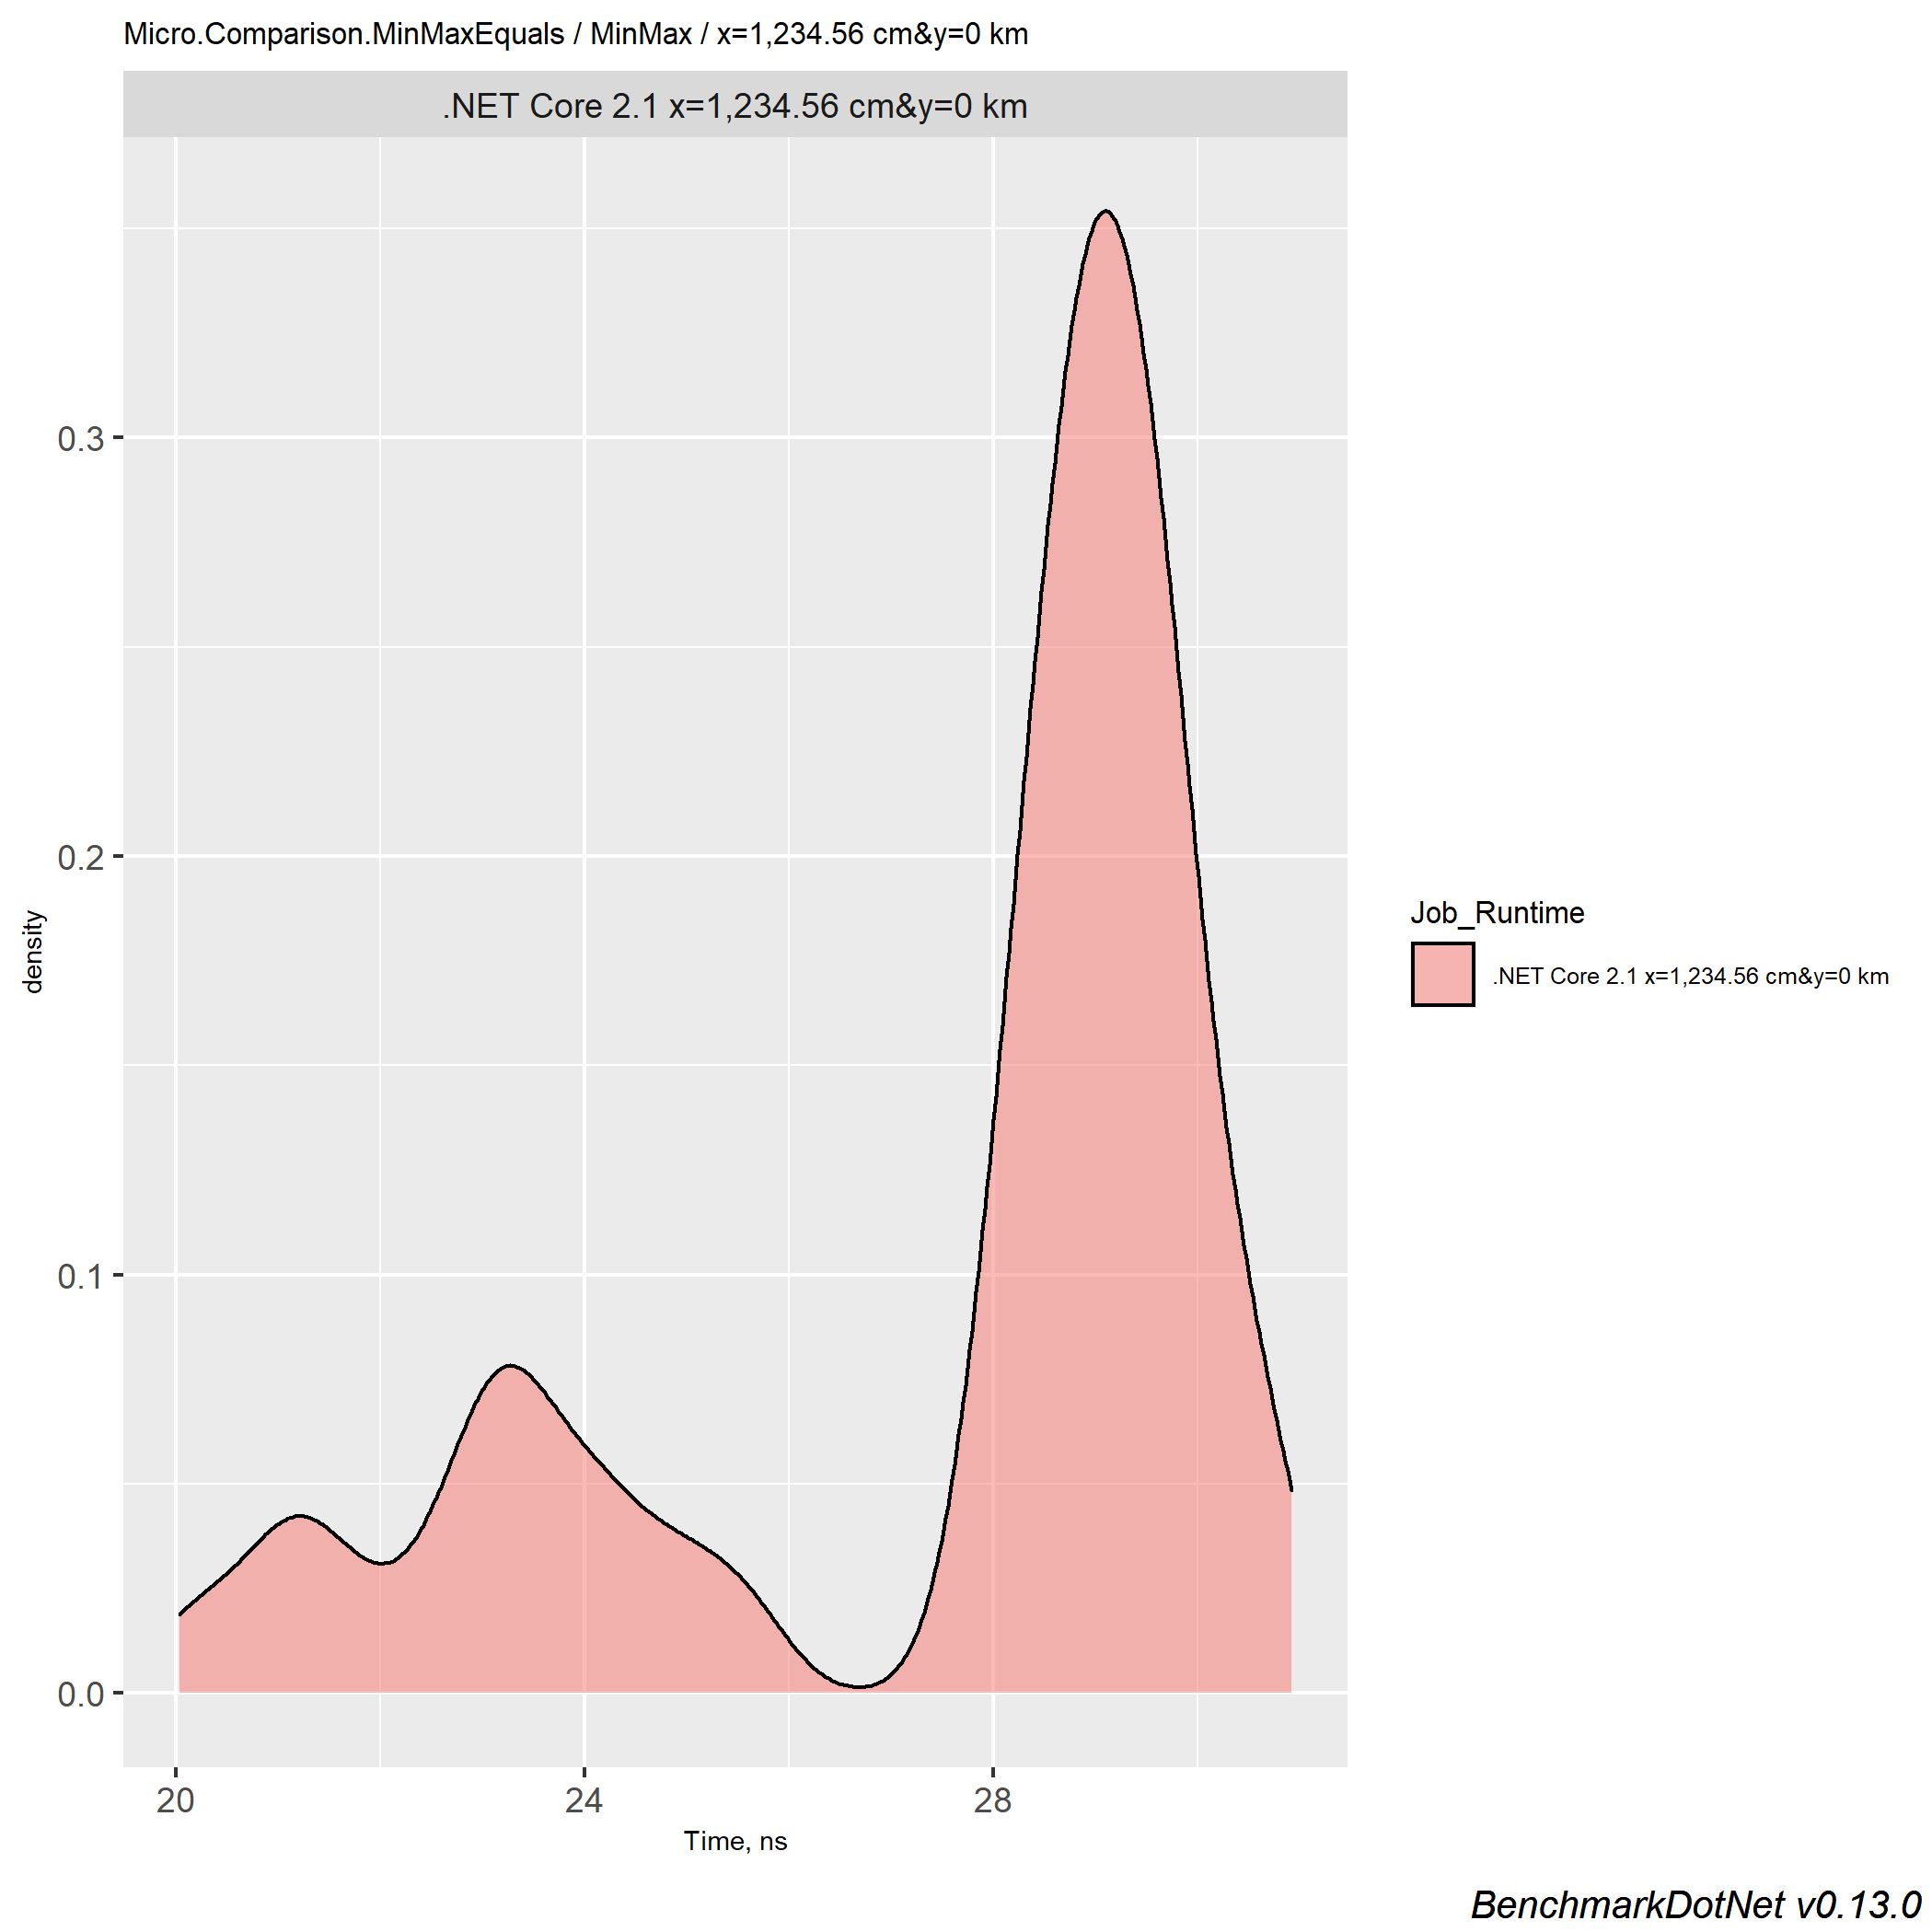 Micro.Comparison.MinMaxEquals / MinMax / x=1,234.56 cm&y=0 km
.NET Core 2.1 x=1,234.56 cm&y=0 km
0.3
0.2
0.1
0.0
density
20 24 28
Time, ns
Job_Runtime
.NET Core 2.1 x=1,234.56 cm&y=0 km
BenchmarkDotNet v0.13.0